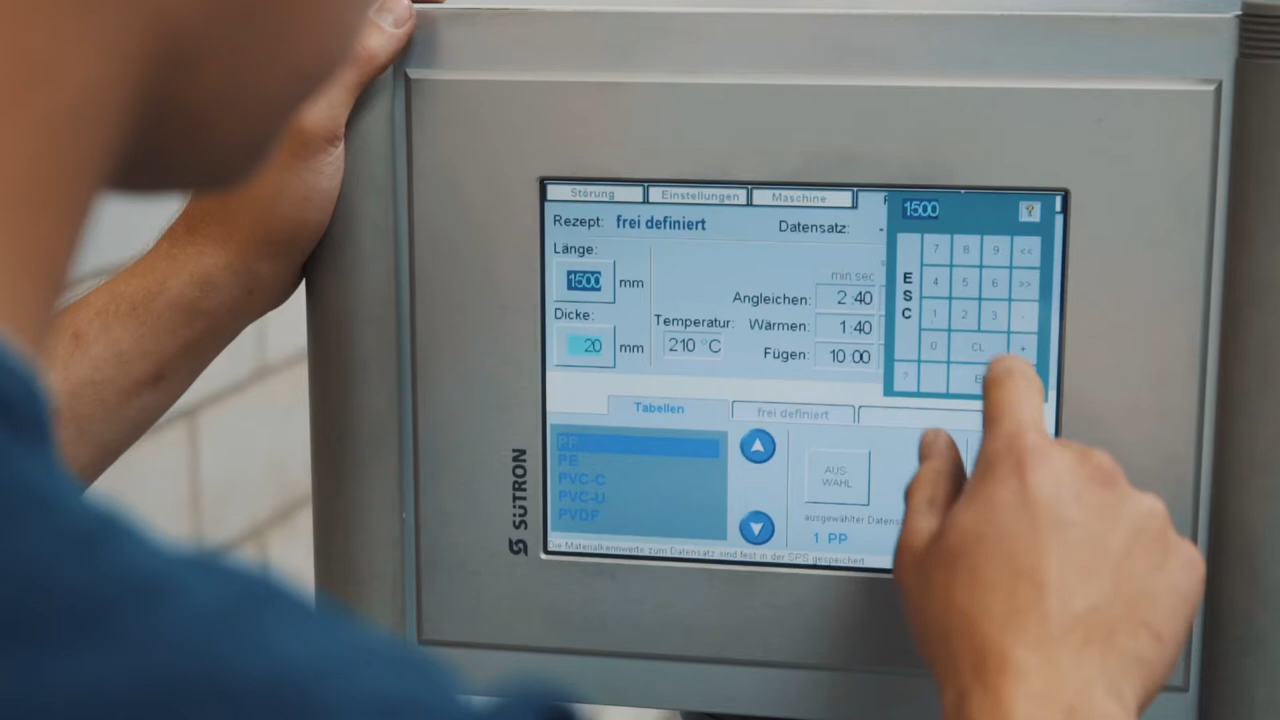 Störung Einstellungen Maschine
Rezept: frei definiert Datensatz:
Länge:
1500 mm
Dicke:
20 mm
Temperatur:
210 °C
min sec
Angleichen: 2:40
Wärmen: 1:40
Fügen: 10:00
1500 ?
7 8 9 <<
4 5 6 >>
1 2 3 .
0 CL +
?
ESC
Tabellen frei definiert
PP
PE
PVC-C
PVC-U
PVDF
AUS-
WAHL
ausgewählter
1 PP
Die Materialkennwerte zum Datensatz sind fest in der SPS gespeichert
SÜTRON